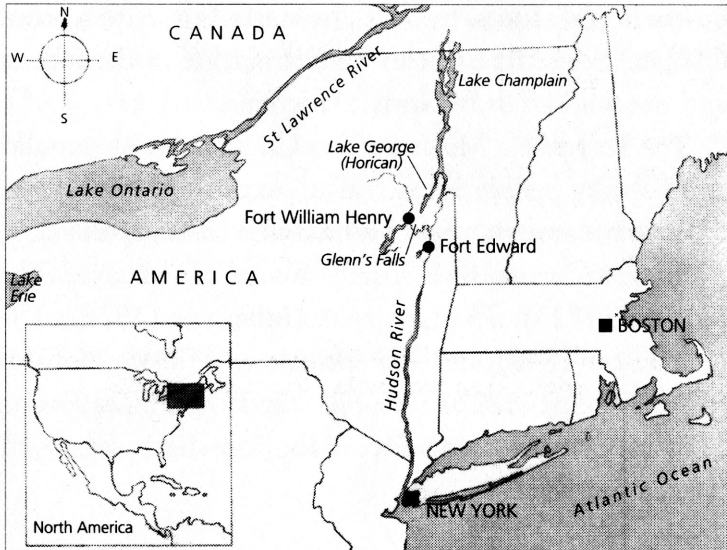 N
W E
S
CANADA
St Lawrence River
Lake Champlain
Lake George
(Horican)
Lake Ontario
Fort William Henry
Glenn's Falls
Fort Edward
AMERICA
Lake
Erie
Hudson River
BOSTON
NEW YORK
Atlantic Ocean
North America